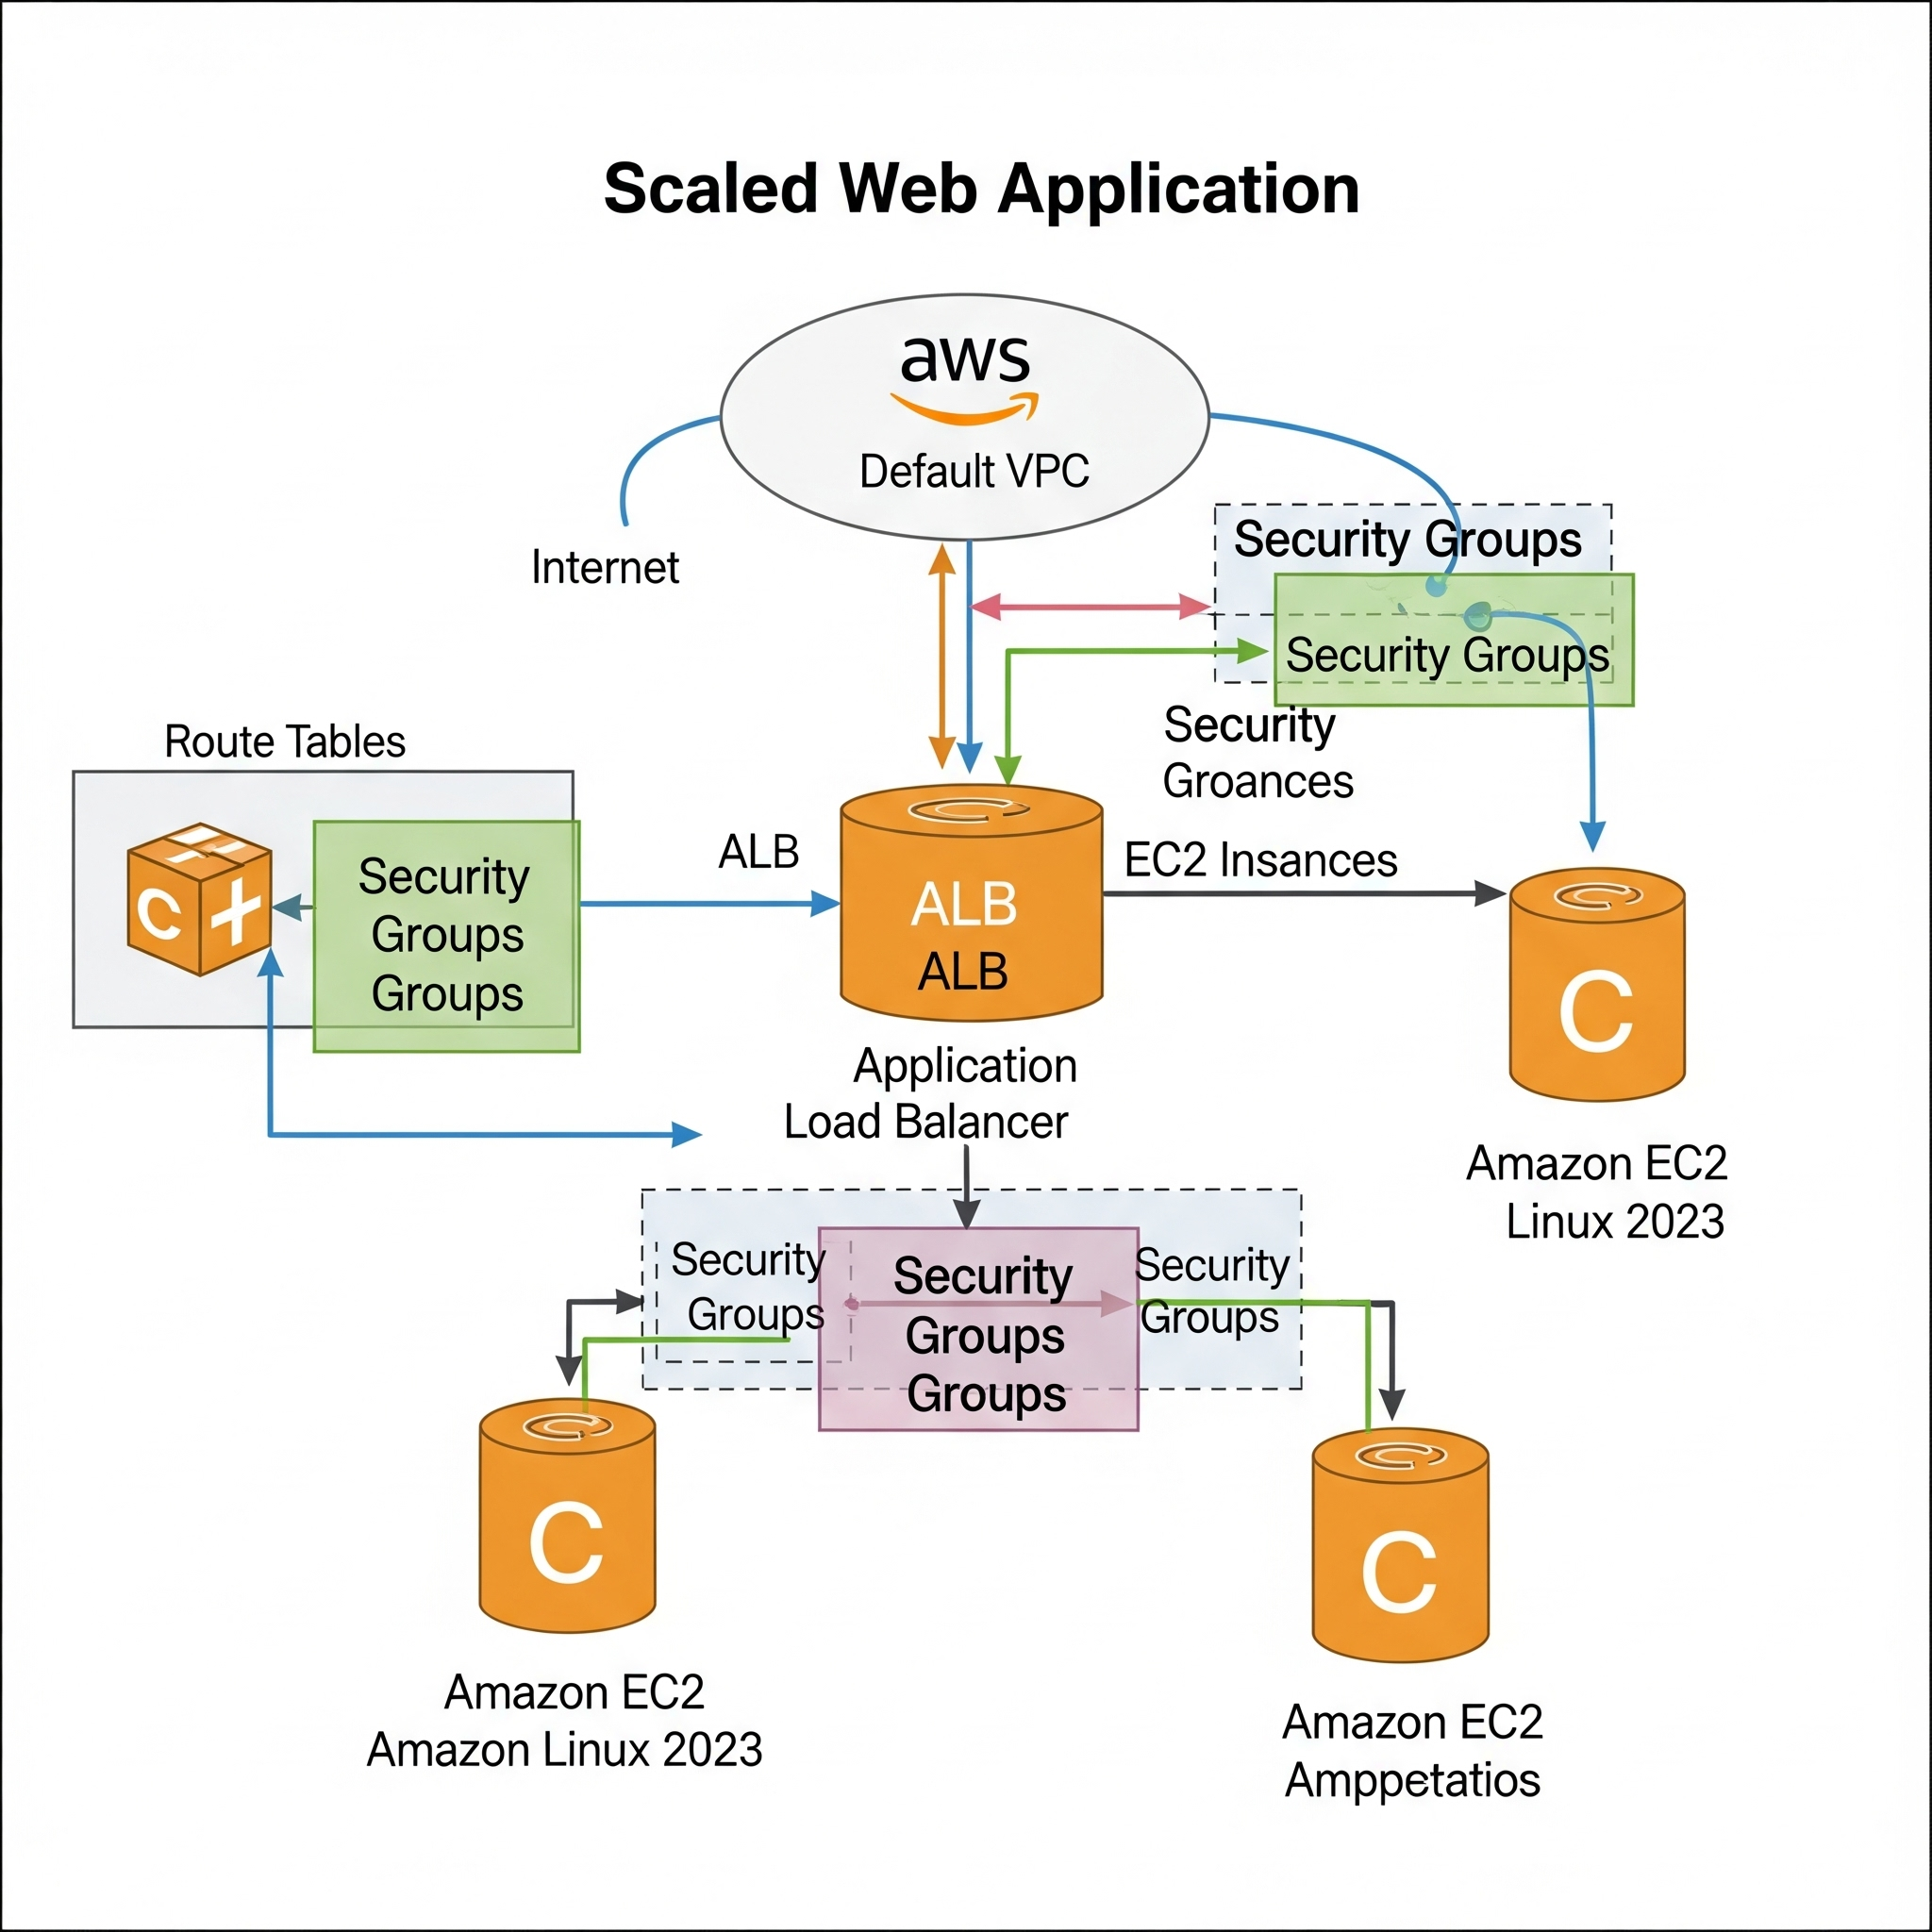 Scaled Web Application
aws
Default VPC
Internet
Security Groups
Security Groups
Security
Groances
Route Tables
C +
Security
Groups
Groups
ALB
ALB
ALB
EC2 Insances
C
Application
Load Balancer
Amazon EC2
Linux 2023
Security
Groups
Security
Groups
Groups
Security
Groups
C
C
Amazon EC2
Amazon Linux 2023
Amazon EC2
Amppetatios